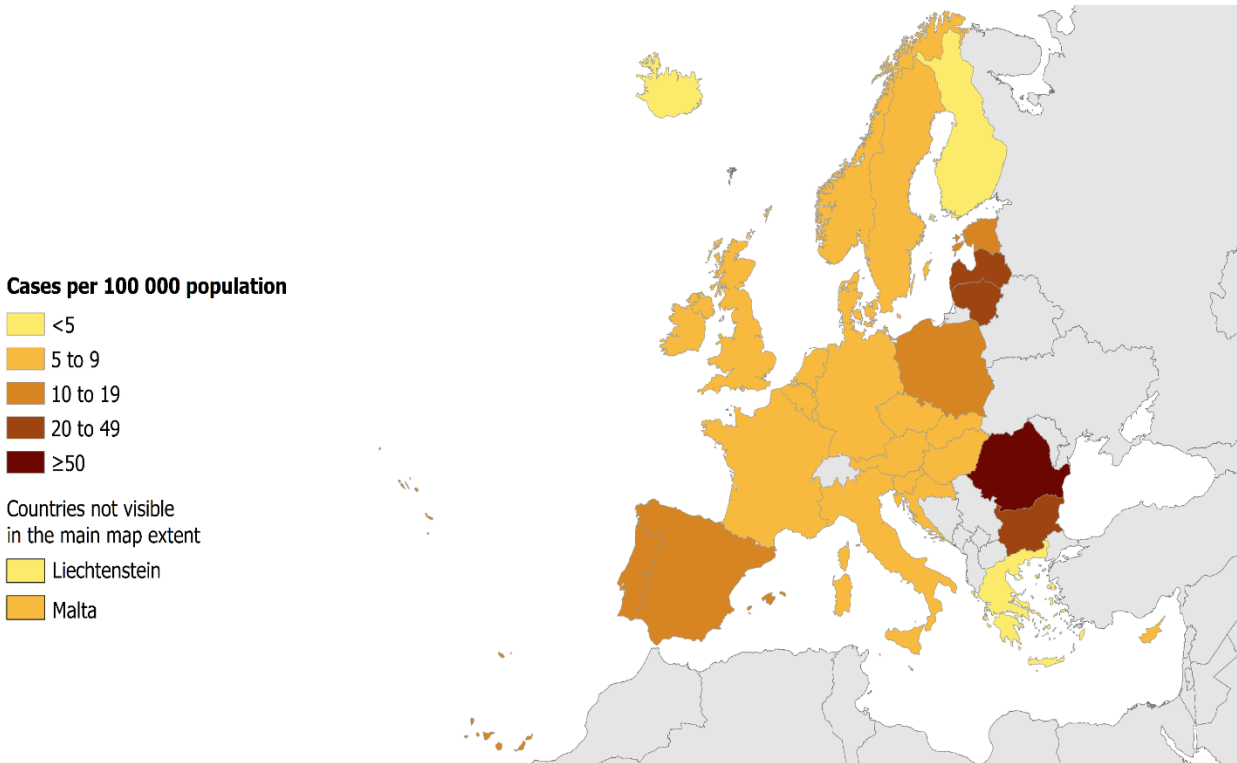 Cases per 100 000 population
<5
5 to 9
10 to 19
20 to 49
≥50
Countries not visible
in the main map extent
Liechtenstein
Malta